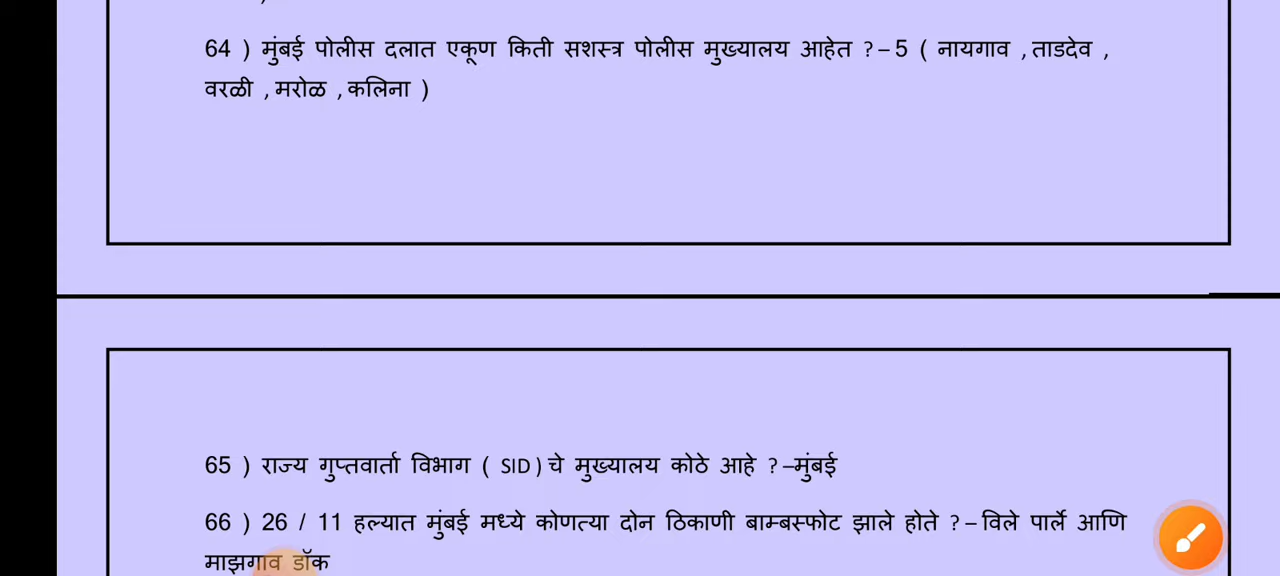 64 ) मुंबई पोलीस दलात एकूण किती सशस्त्र पोलीस मुख्यालय आहेत ? – 5 ( नायगाव , ताडदेव ,
वरळी , मरोळ , कलिना )
65 ) राज्य गुप्तवार्ता विभाग ( SID ) चे मुख्यालय कोठे आहे ? –मुंबई
66 ) 26 / 11 हल्यात मुंबई मध्ये कोणत्या दोन ठिकाणी बाम्बस्फोट झाले होते ? – विले पार्ले आणि
माझगाव डॉक